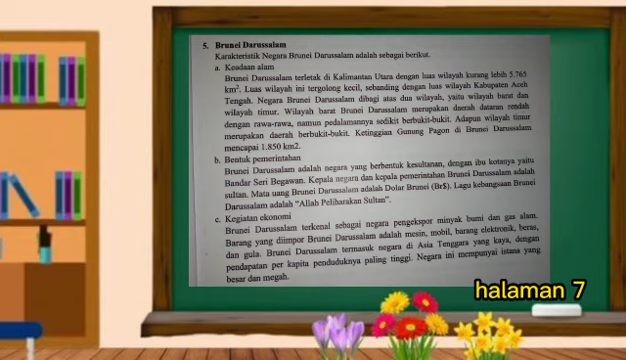 5. Brunei Darussalam
Karakteristik Negara Brunei Darussalam adalah sebagai berikut.
a. Keadaan alam
Brunei Darussalam terletak di Kalimantan Utara dengan luas wilayah kurang lebih 5.765
km². Luas wilayah ini tergolong kecil, sebanding dengan luas wilayah Kabupaten Aceh
Tengah. Negara Brunei Darussalam dibagi atas dua wilayah, yaitu wilayah barat dan
wilayah timur. Wilayah barat Brunei Darussalam merupakan daerah dataran rendah
dengan rawa-rawa, namun pedalamannya sedikit berbukit-bukit. Adapun wilayah timur
merupakan daerah berbukit-bukit. Ketinggian Gunung Pagon di Brunei Darussalam
mencapai 1.850 km2.
b. Bentuk pemerintahan
Brunei Darussalam adalah negara yang berbentuk kesultanan, dengan ibu kotanya yaitu
Bandar Seri Begawan. Kepala negara dan kepala pemerintahan Brunei Darussalam adalah
sultan. Mata uang Brunei Darussalam adalah Dolar Brunei (Br$). Lagu kebangsaan Brunei
Darussalam adalah “Allah Peliharakan Sultan”.
c. Kegiatan ekonomi
Brunei Darussalam terkenal sebagai negara pengekspor minyak bumi dan gas alam.
Barang yang diimpor Brunei Darussalam adalah mesin, mobil, barang elektronik, beras,
dan gula. Brunei Darussalam termasuk negara di Asia Tenggara yang kaya, dengan
pendapatan per kapita penduduknya paling tinggi. Negara ini mempunyai istana yang
besar dan megah.
halaman 7